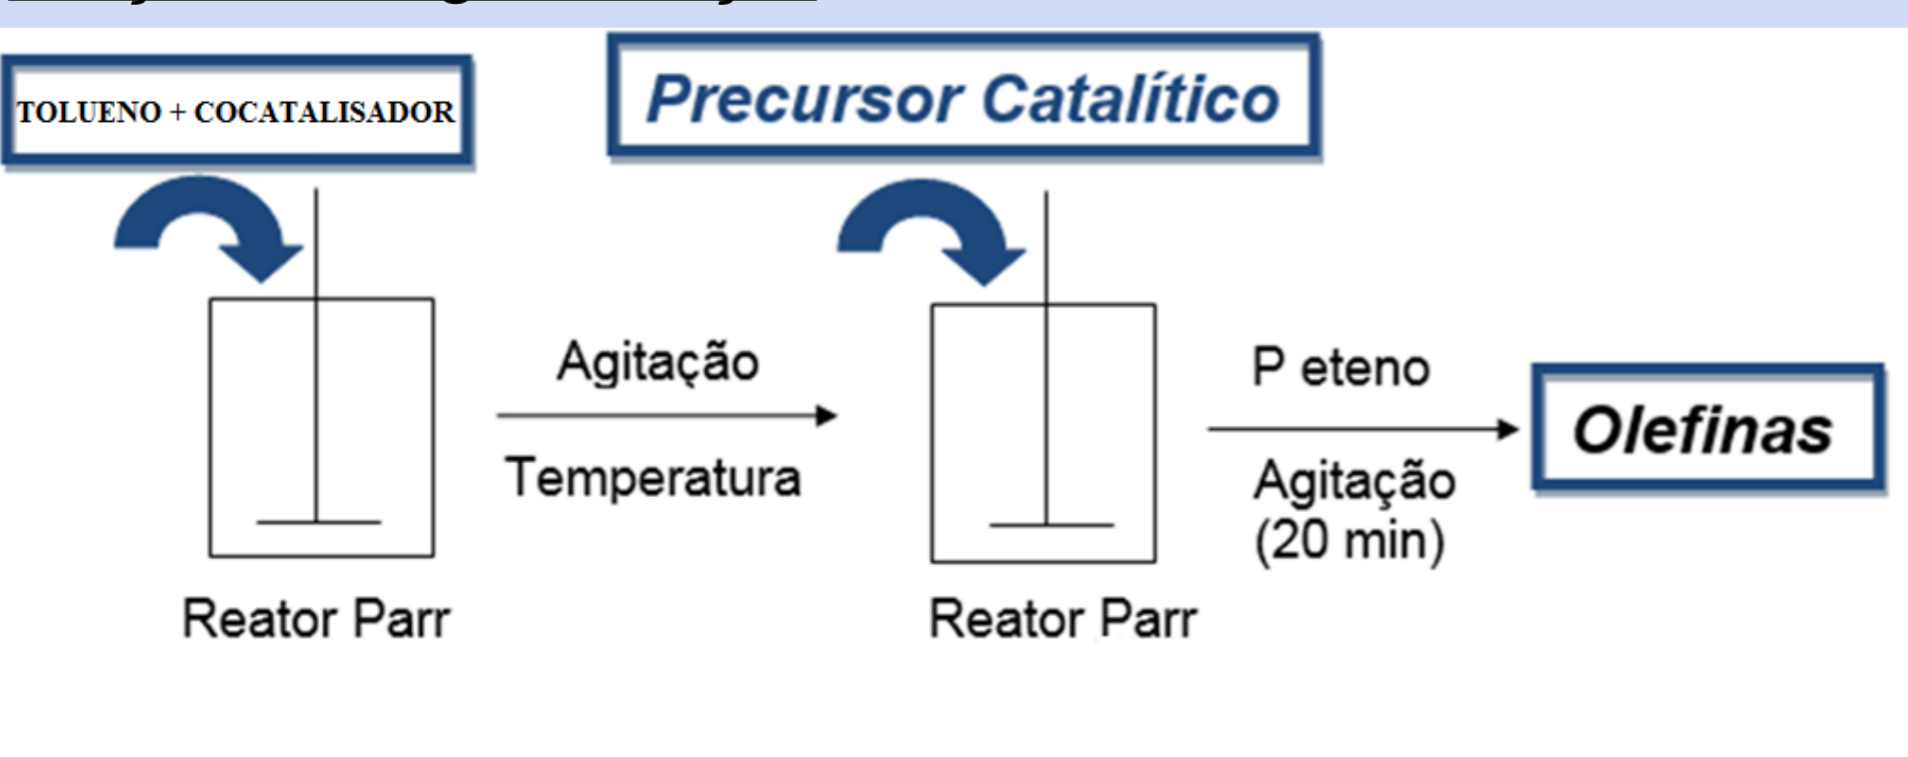 TOLUENO + COCATALISADOR
Precursor Catalítico
Agitação
Temperatura
P eteno
Agitação
(20 min)
Olefinas
Reator Parr
Reator Parr